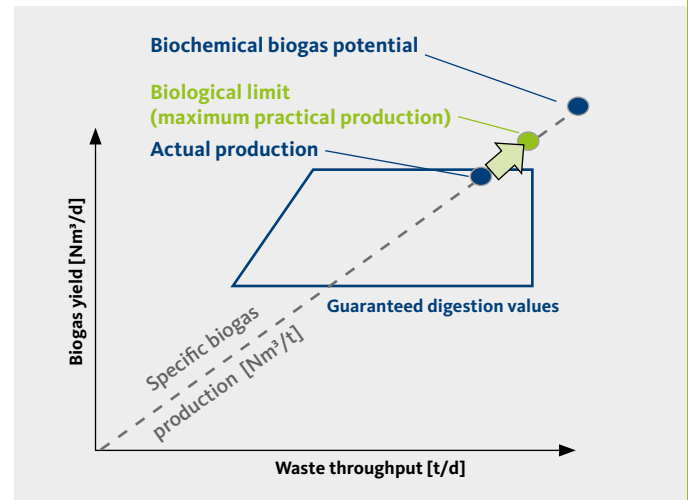 Biochemical biogas potential
Biological limit
(maximum practical production)
Actual production
Biogas yield [Nm³/d]
Guaranteed digestion values
Specific biogas
production [Nm³/t]
Waste throughput [t/d]